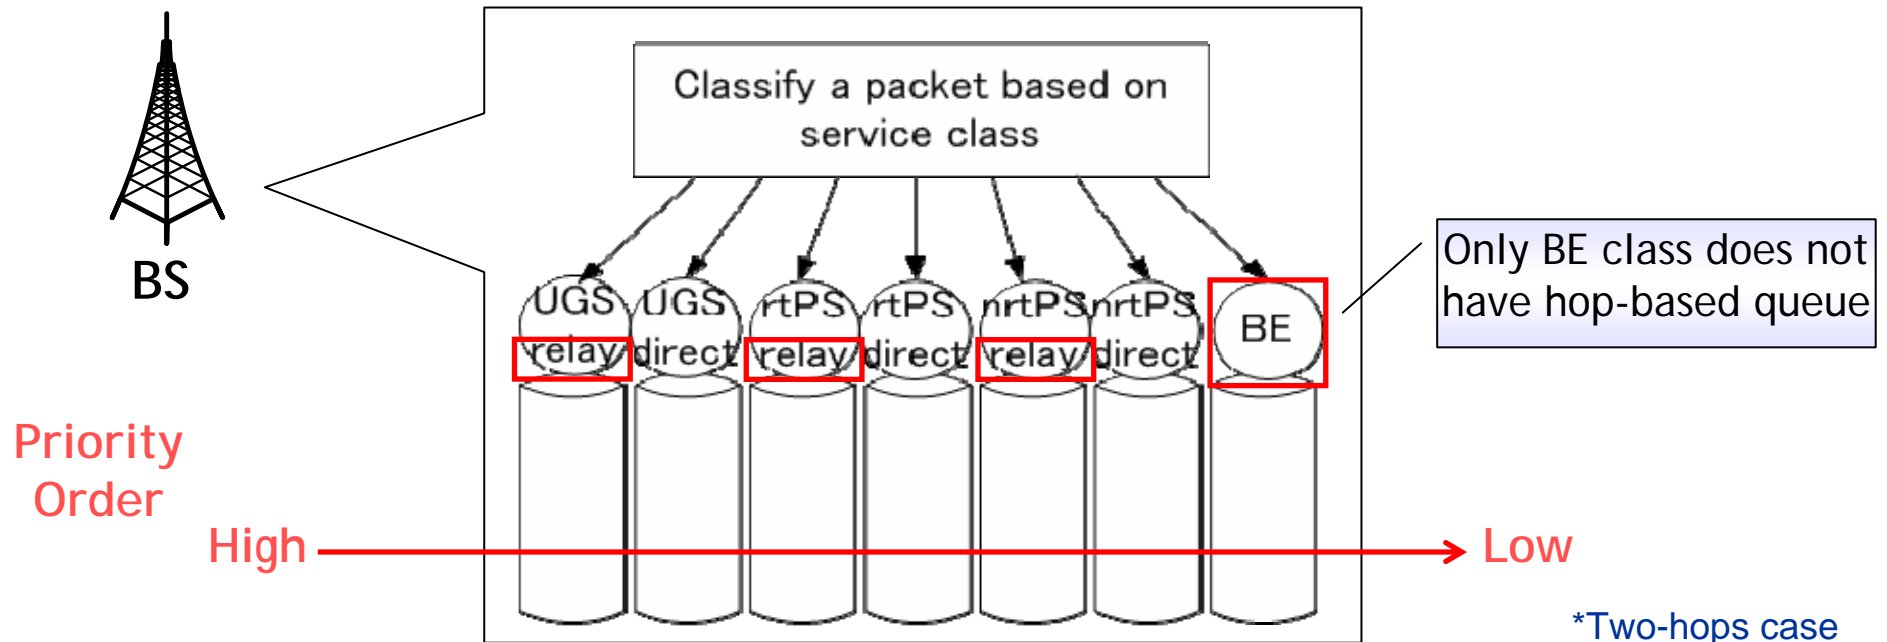 Classify a packet based on
service class
BS
UGS
relay
UGS
direct
rtPS
relay
rtPS
direct
nrtPS
relay
nrtPS
direct
BE
Only BE class does not
have hop-based queue
Priority
Order
High
Low
*Two-hops case